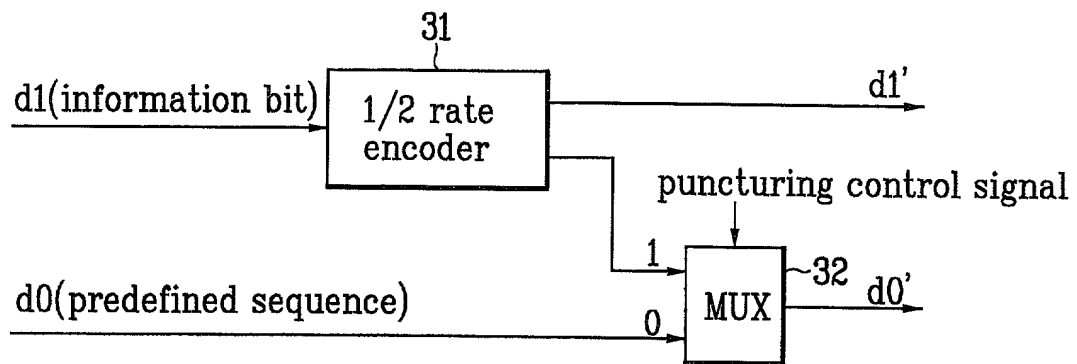 31
d1(information bit)
1/2 rate
encoder
d1'
puncturing control signal
1
32
d0(predefined sequence)
0
MUX
d0'